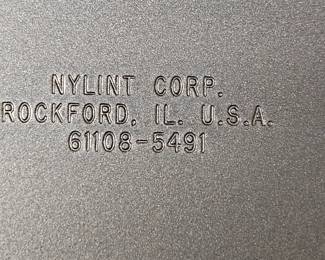 NYLINT CORP.
ROCKFORD, IL. U.S.A.
61108-5491